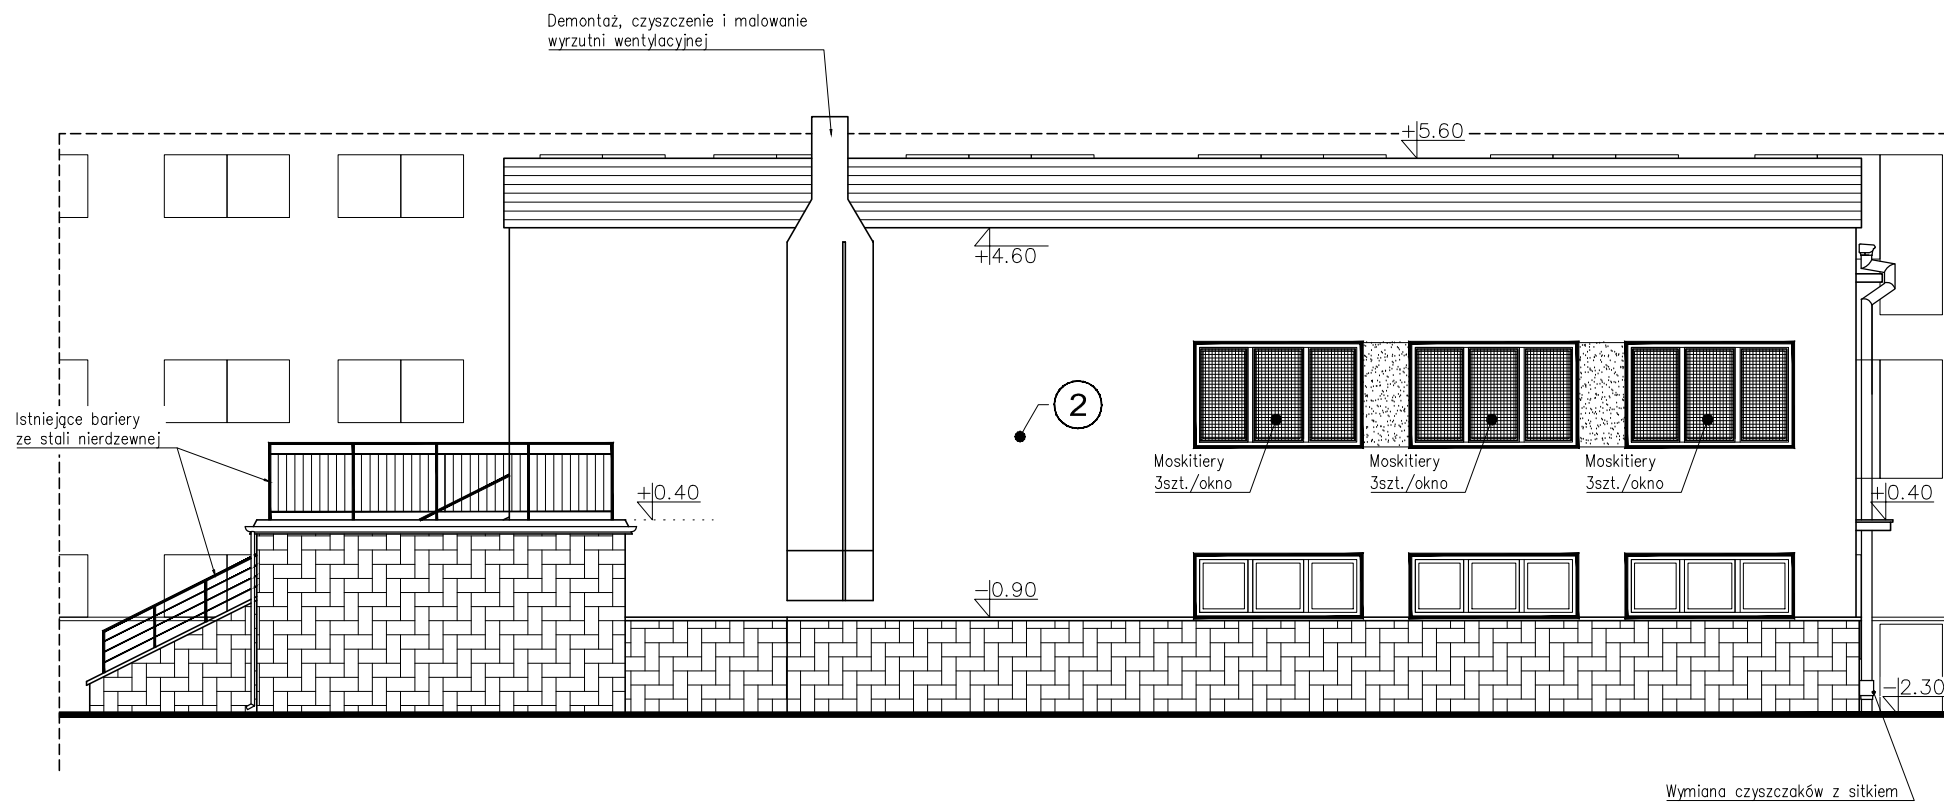 Demontaż, czyszczenie i malowanie
wyrzutni wentylacyjnej
+5.60
+4.60
2
Istniejące bariery
ze stali nierdzewnej
Moskitiery
3szt./okno
Moskitiery
3szt./okno
Moskitiery
3szt./okno
+0.40
+0.40
-0.90
-2.30
Wymiana czyszczaków z sitkiem